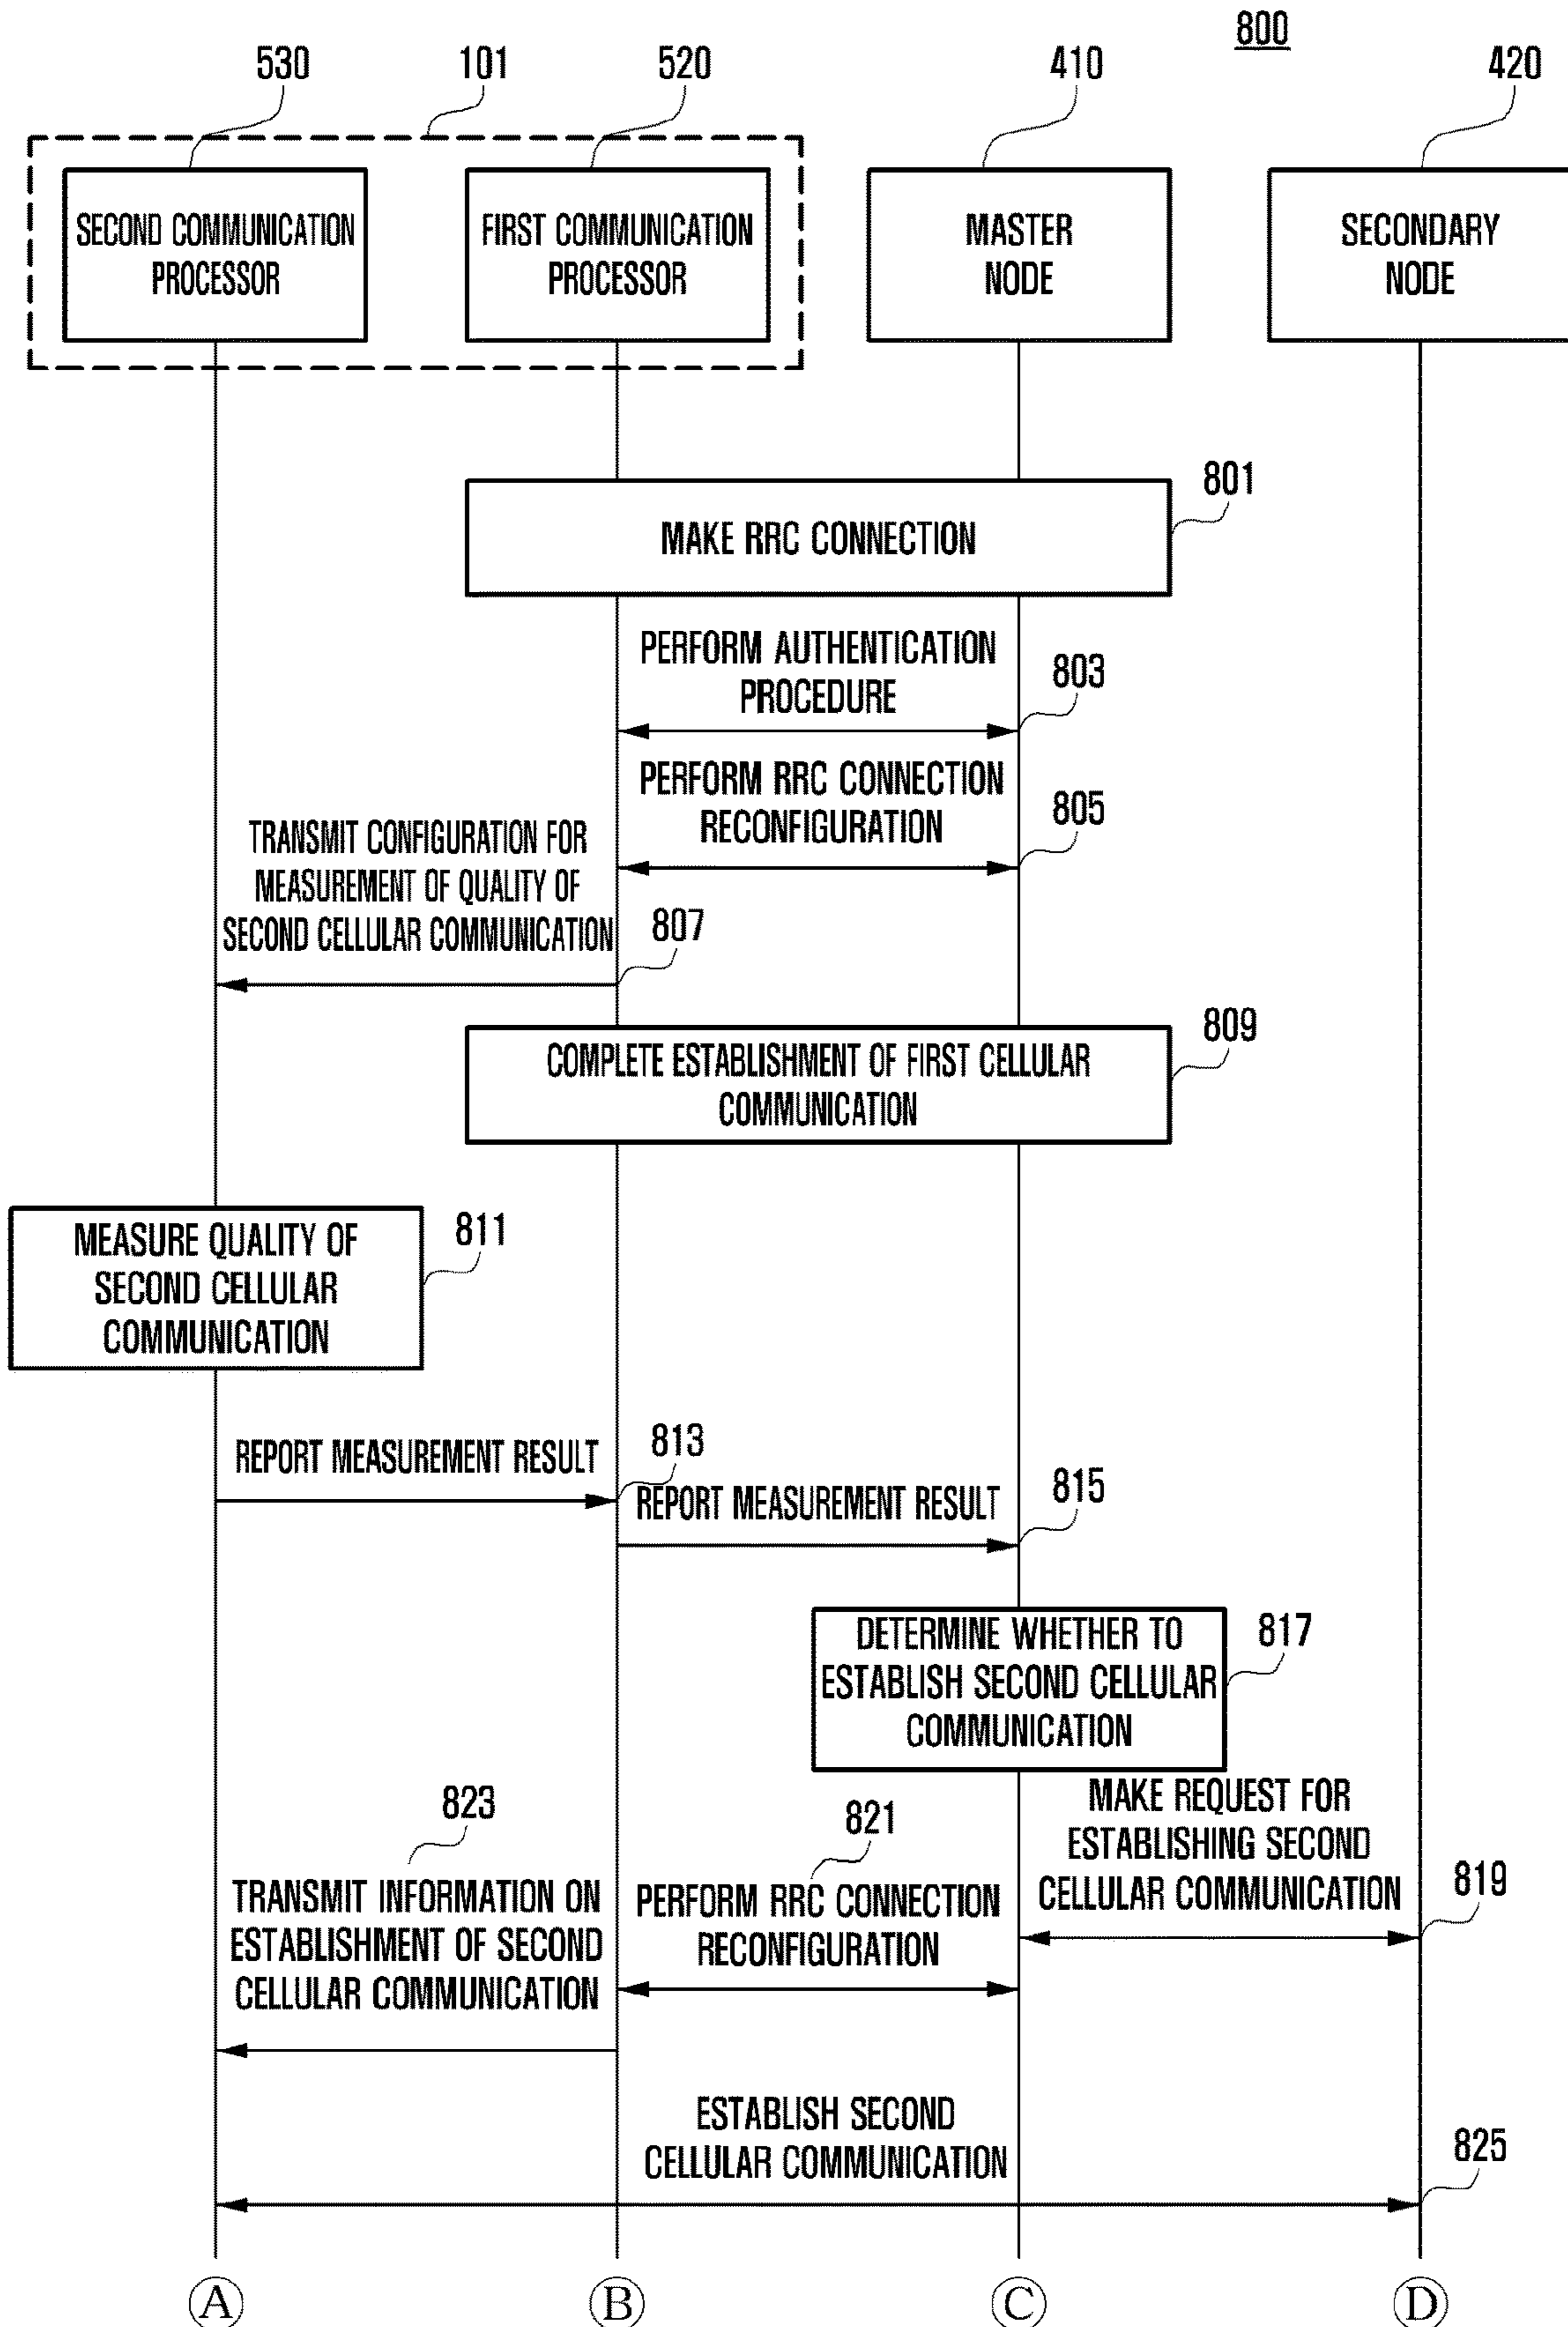 800
530
101
520
410
420
SECOND COMMUNICATION
PROCESSOR
FIRST COMMUNICATION
PROCESSOR
MASTER
NODE
SECONDARY
NODE
801
MAKE RRC CONNECTION
PERFORM AUTHENTICATION
PROCEDURE
803
PERFORM RRC CONNECTION
RECONFIGURATION
805
TRANSMIT CONFIGURATION FOR
MEASUREMENT OF QUALITY OF
SECOND CELLULAR COMMUNICATION
807
COMPLETE ESTABLISHMENT OF FIRST CELLULAR
COMMUNICATION
809
MEASURE QUALITY OF
SECOND CELLULAR
COMMUNICATION
811
REPORT MEASUREMENT RESULT
813
REPORT MEASUREMENT RESULT
815
DETERMINE WHETHER TO
ESTABLISH SECOND CELLULAR
COMMUNICATION
817
MAKE REQUEST FOR
ESTABLISHING SECOND
CELLULAR COMMUNICATION
819
821
PERFORM RRC CONNECTION
RECONFIGURATION
823
TRANSMIT INFORMATION ON
ESTABLISHMENT OF SECOND
CELLULAR COMMUNICATION
ESTABLISH SECOND
CELLULAR COMMUNICATION
825
A
B
C
D